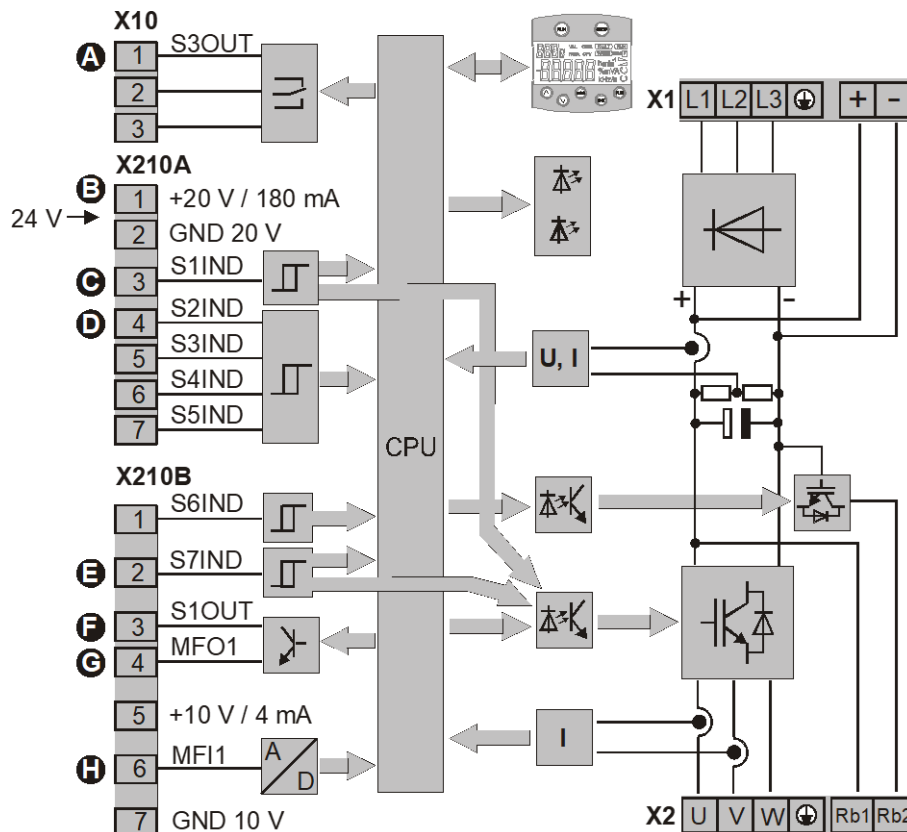 X10
A 1 S3OUT
2
3
X210A
B 1 +20 V / 180 mA
24 V
2 GND 20 V
C 3 S1IND
D 4 S2IND
5 S3IND
6 S4IND
7 S5IND
X210B
1 S6IND
E 2 S7IND
F 3 S1OUT
G 4 MFO1
5 +10 V / 4 mA
H 6 MFI1
A
D
7 GND 10 V
CPU
RUN
X1 L1 L2 L3 + -
+ -
U, I
I
X2 U V W Rb1 Rb2